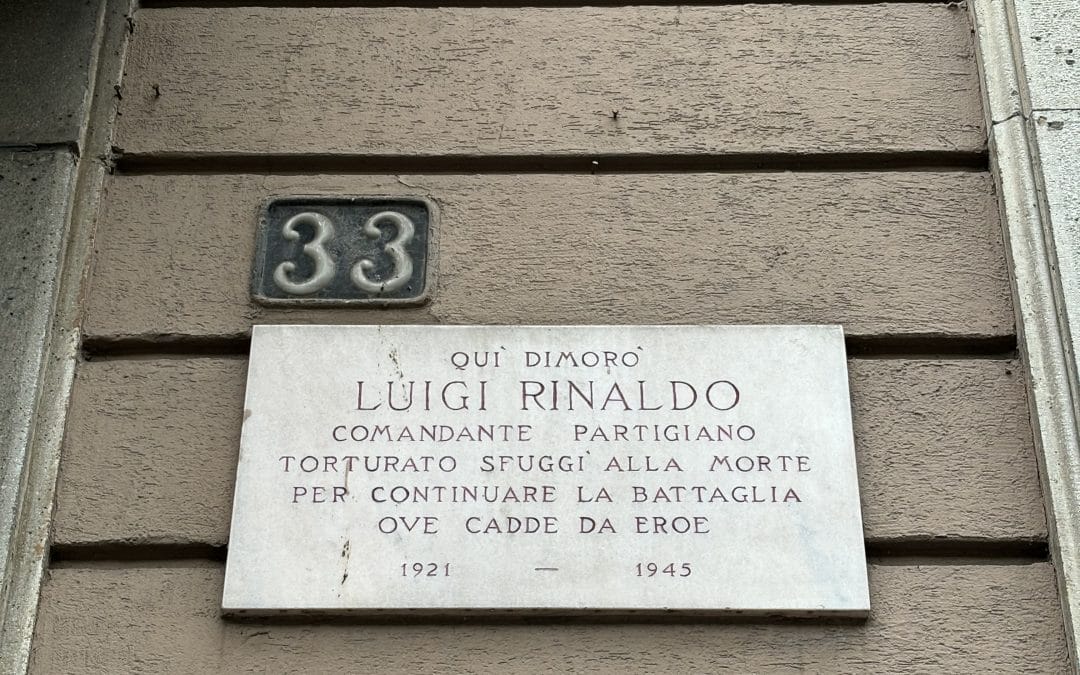 33
QUÌ DIMORÒ
LUIGI RINALDO
COMANDANTE PARTIGIANO
TORTURATO SFUGGÌ ALLA MORTE
PER CONTINUARE LA BATTAGLIA
OVE CADDE DA EROE
1921 — 1945